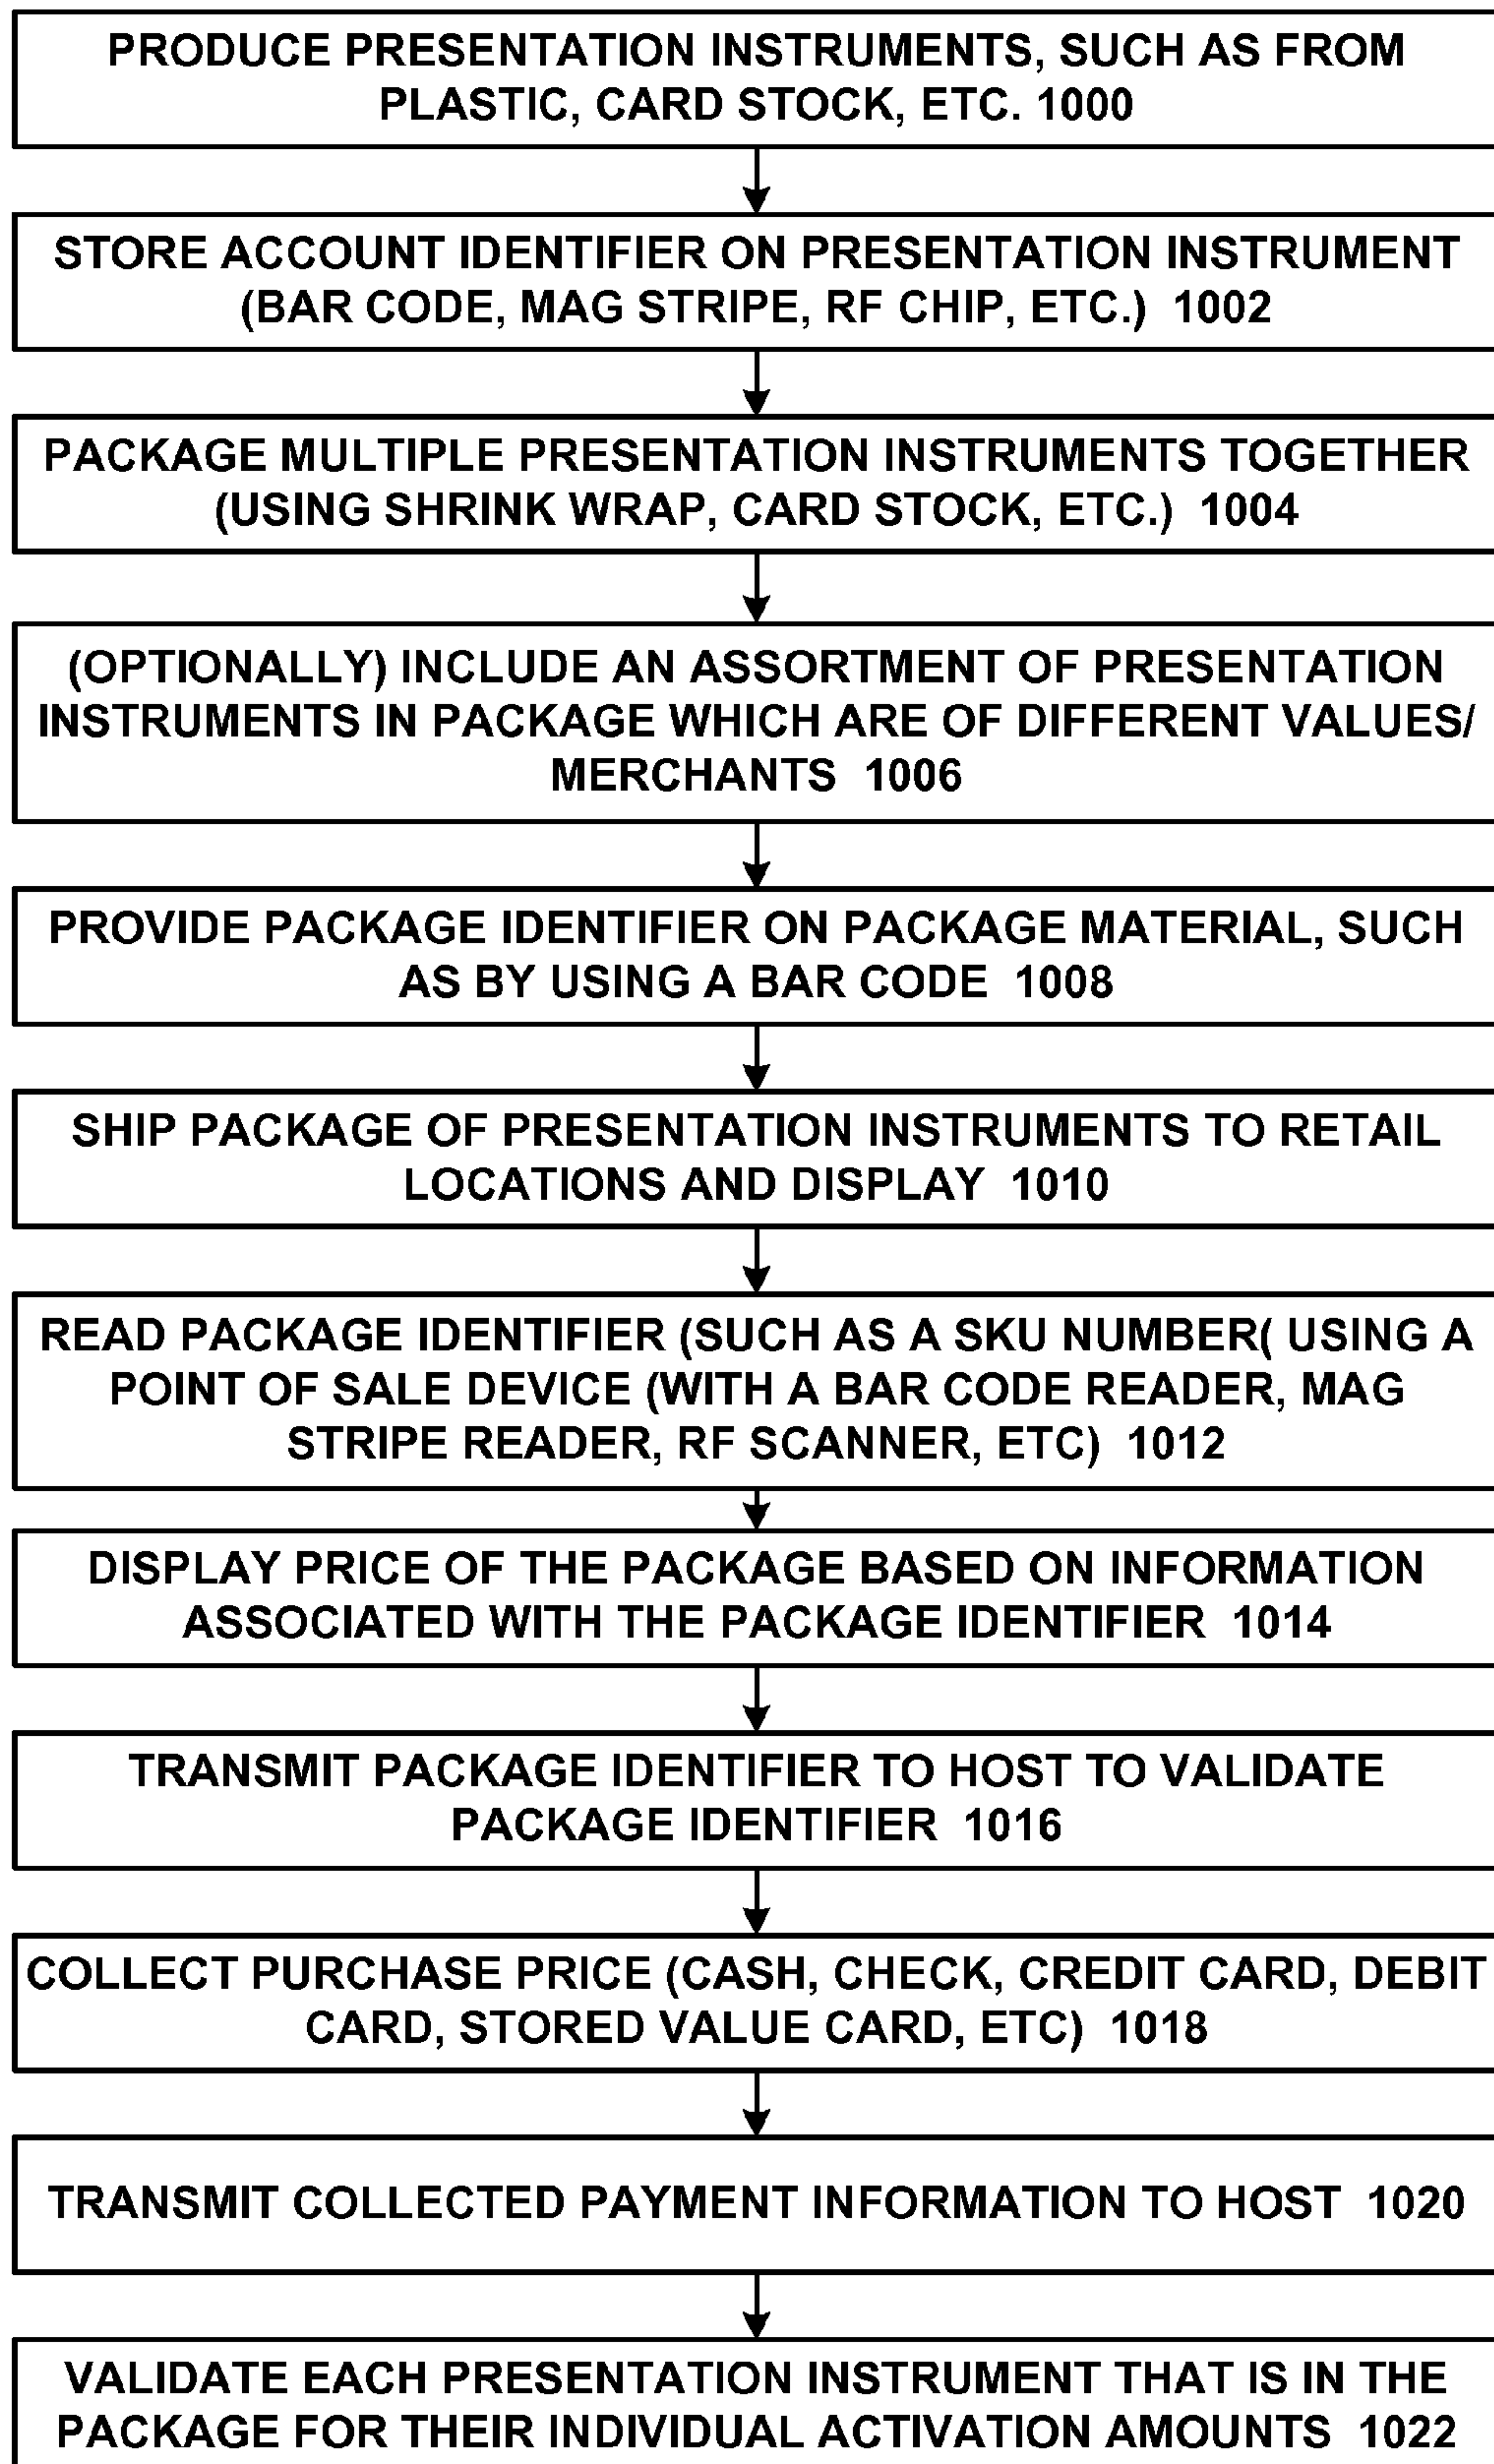 PRODUCE PRESENTATION INSTRUMENTS, SUCH AS FROM
PLASTIC, CARD STOCK, ETC. 1000
STORE ACCOUNT IDENTIFIER ON PRESENTATION INSTRUMENT
(BAR CODE, MAG STRIPE, RF CHIP, ETC.) 1002
PACKAGE MULTIPLE PRESENTATION INSTRUMENTS TOGETHER
(USING SHRINK WRAP, CARD STOCK, ETC.) 1004
(OPTIONALLY) INCLUDE AN ASSORTMENT OF PRESENTATION
INSTRUMENTS IN PACKAGE WHICH ARE OF DIFFERENT VALUES/
MERCHANTS 1006
PROVIDE PACKAGE IDENTIFIER ON PACKAGE MATERIAL, SUCH
AS BY USING A BAR CODE 1008
SHIP PACKAGE OF PRESENTATION INSTRUMENTS TO RETAIL
LOCATIONS AND DISPLAY 1010
READ PACKAGE IDENTIFIER (SUCH AS A SKU NUMBER( USING A
POINT OF SALE DEVICE (WITH A BAR CODE READER, MAG
STRIPE READER, RF SCANNER, ETC) 1012
DISPLAY PRICE OF THE PACKAGE BASED ON INFORMATION
ASSOCIATED WITH THE PACKAGE IDENTIFIER 1014
TRANSMIT PACKAGE IDENTIFIER TO HOST TO VALIDATE
PACKAGE IDENTIFIER 1016
COLLECT PURCHASE PRICE (CASH, CHECK, CREDIT CARD, DEBIT
CARD, STORED VALUE CARD, ETC) 1018
TRANSMIT COLLECTED PAYMENT INFORMATION TO HOST 1020
VALIDATE EACH PRESENTATION INSTRUMENT THAT IS IN THE
PACKAGE FOR THEIR INDIVIDUAL ACTIVATION AMOUNTS 1022